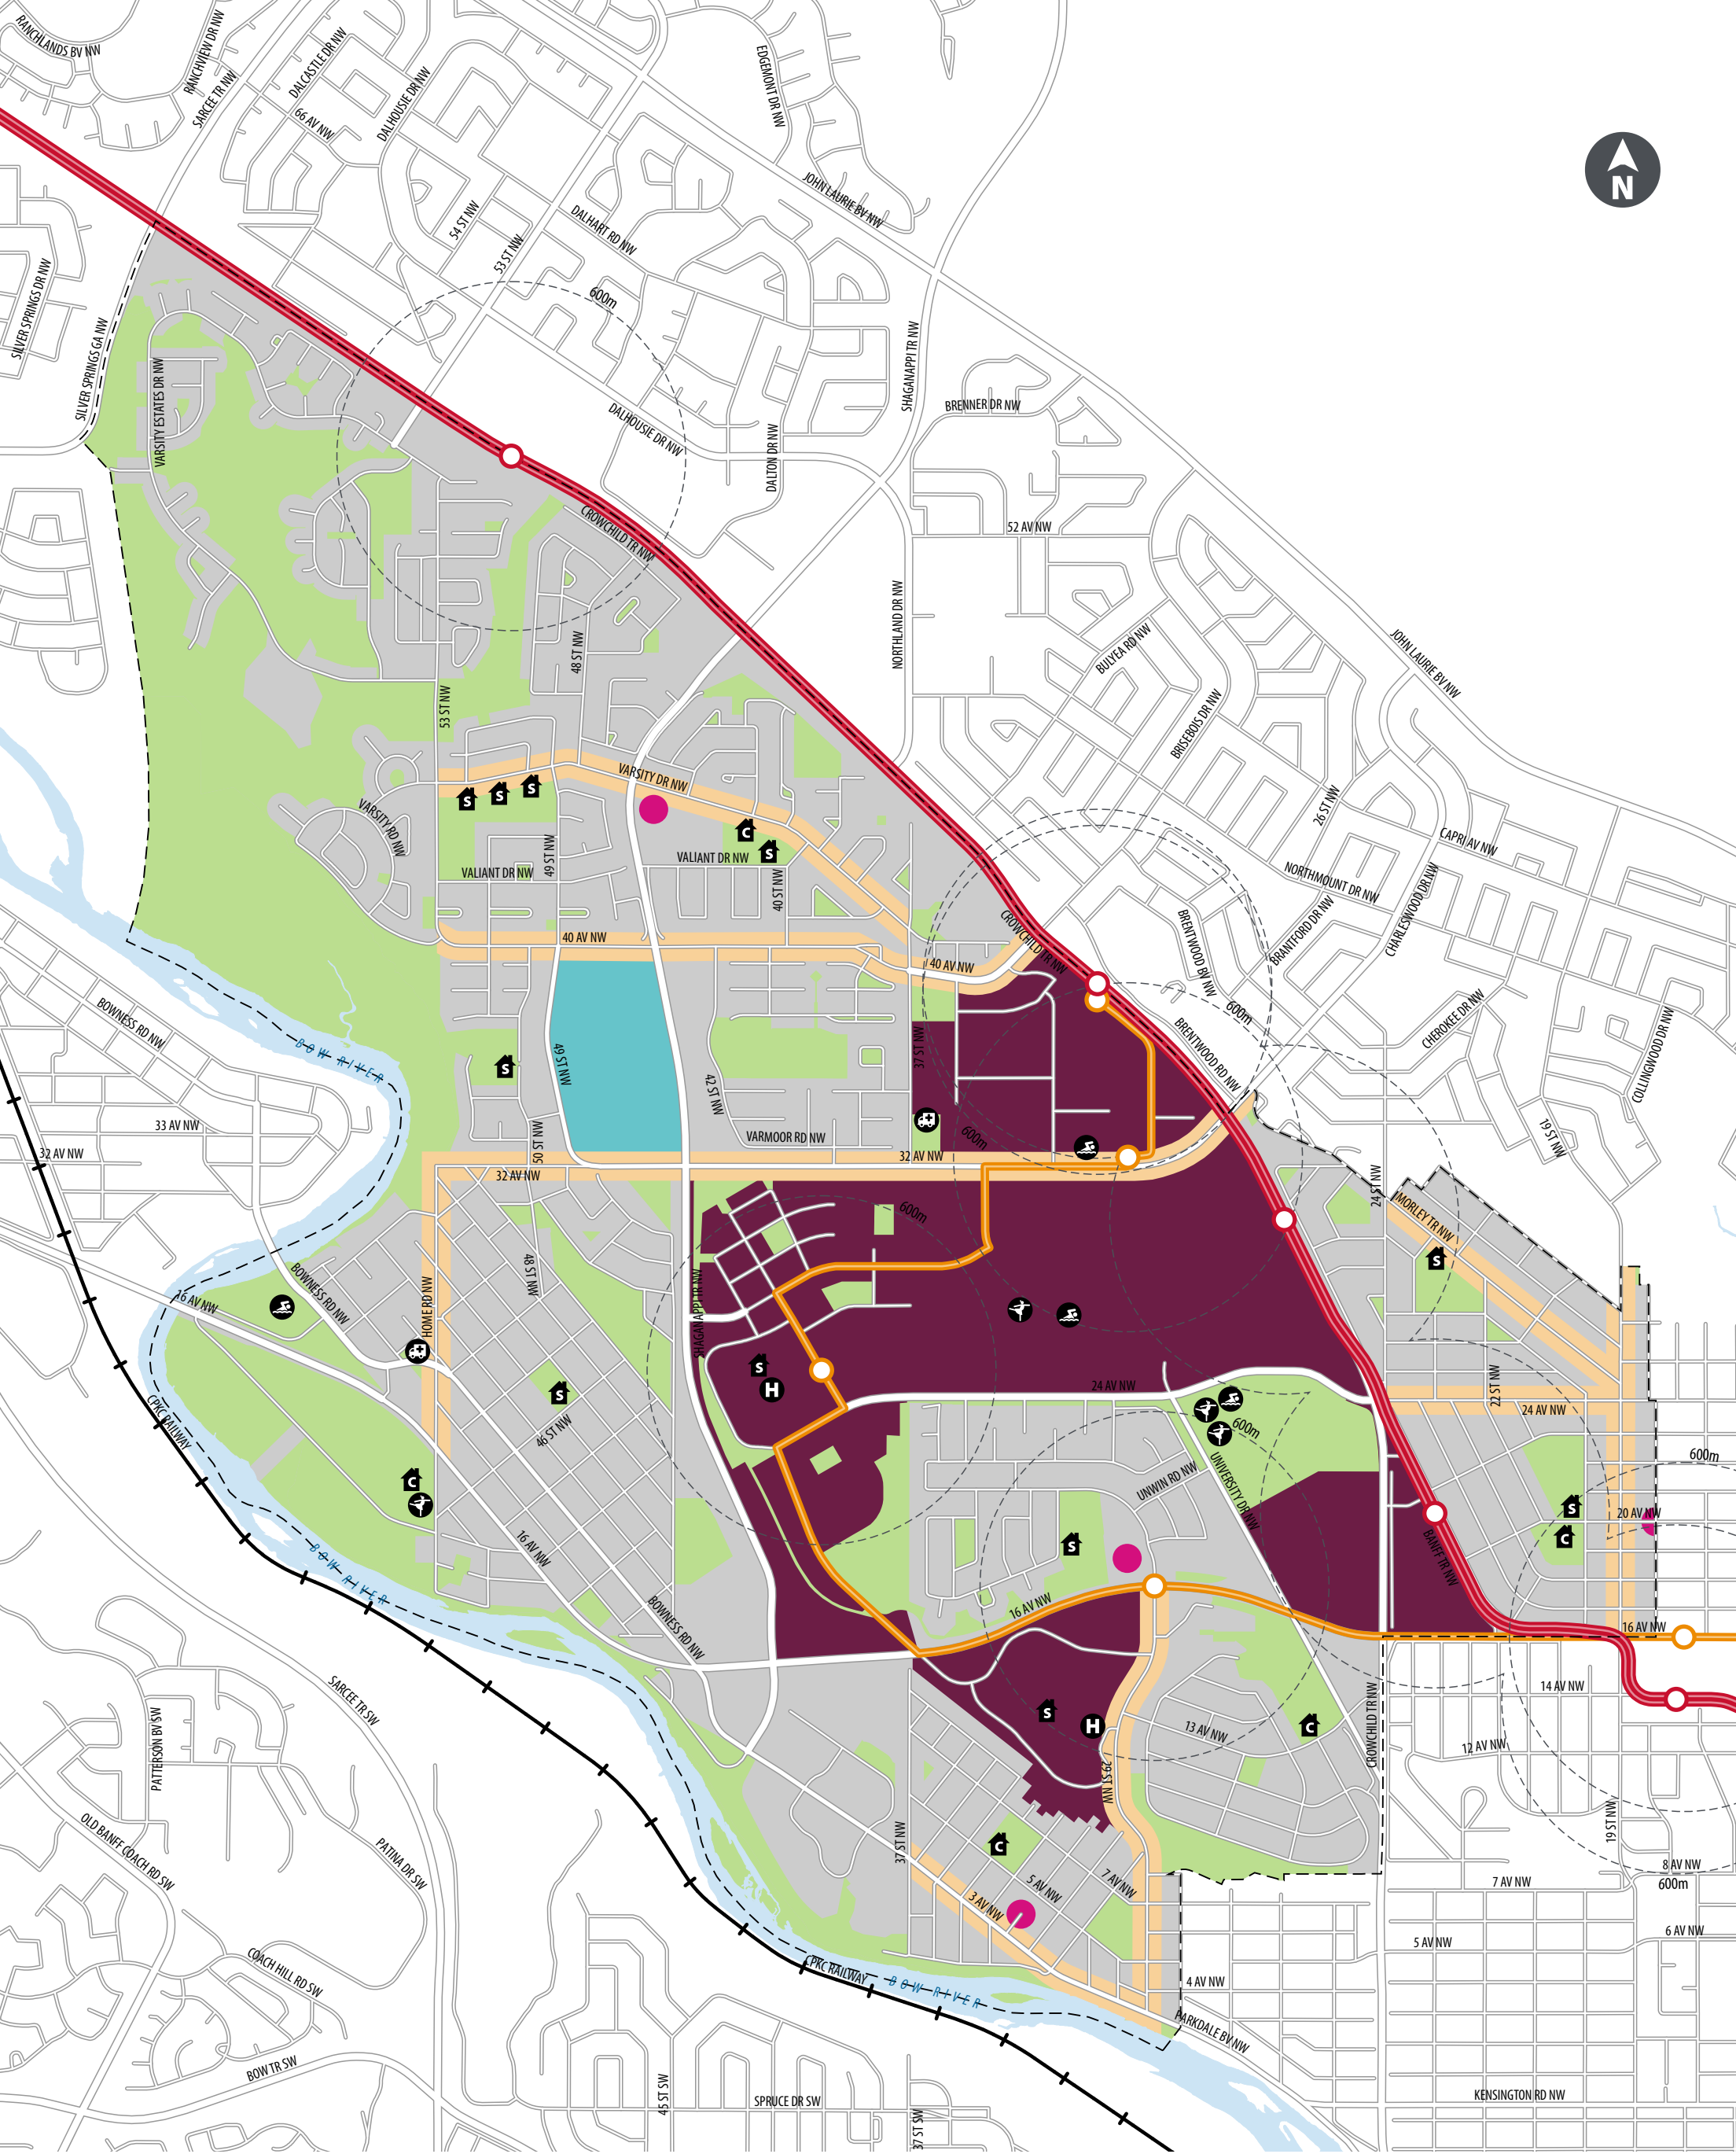 RANCHLANDS BV NW
RANCHVIEW DR NW
SARCEE TR NW
DALCASTLE DR NW
66 AV NW
DALHOUSIE DR NW
EDGEMONT DR NW
JOHN LAURIE BV NW
N
54 ST NW
53 ST NW
DALHART RD NW
600m
SILVER SPRINGS DR NW
SILVER SPRINGS GA NW
VARSITY ESTATES DR NW
SHAGANAPPI TR NW
BRENNER DR NW
DALHOUSIE DR NW
DALTON DR NW
CROWCHILD TR NW
52 AV NW
NORTHLAND DR NW
48 ST NW
53 ST NW
BULYEA RD NW
BRISEBOIS DR NW
JOHN LAURIE BV NW
VARSITY DR NW
S
S
S
VARSITY RD NW
C
S
VALIANT DR NW
VALIANT DR NW
49 ST NW
40 ST NW
26 ST NW
CAPRI AV NW
NORTHMOUNT DR NW
CHARLESWOOD DR NW
BRANTFORD DR NW
BRENTWOOD BV NW
CROWCHILD TR NW
40 AV NW
40 AV NW
BOWNESS RD NW
BOW RIVER
S
49 ST NW
42 ST NW
37 ST NW
600m
BRENTWOOD RD NW
CHEROKEE DR NW
COLLINGWOOD DR NW
33 AV NW
32 AV NW
50 ST NW
VARMOOR RD NW
600m
32 AV NW
32 AV NW
19 ST NW
24 ST NW
MORLEY TR NW
S
600m
16 AV NW
BOWNESS RD NW
HOME RD NW
48 ST NW
SHAGANAPPI TR NW
S
H
S
46 ST NW
24 AV NW
22 ST NW
24 AV NW
CPKC RAILWAY
C
600m
UNIVERSITY DR NW
UNWIN RD NW
600m
S
C
20 AV NW
BOW RIVER
16 AV NW
S
BANFF TR NW
BOWNESS RD NW
16 AV NW
16 AV NW
SARCEE TR SW
PATTERSON BV SW
S
H
13 AV NW
C
CROWCHILD TR NW
14 AV NW
12 AV NW
29 ST NW
OLD BANFF COACH RD SW
PATINA DR SW
37 ST NW
C
5 AV NW
7 AV NW
3 AV NW
19 ST NW
8 AV NW
7 AV NW
600m
6 AV NW
5 AV NW
COACH HILL RD SW
CPKC RAILWAY
BOW RIVER
4 AV NW
PARKDALE BV NW
BOW TR SW
45 ST SW
SPRUCE DR SW
37 ST SW
KENSINGTON RD NW